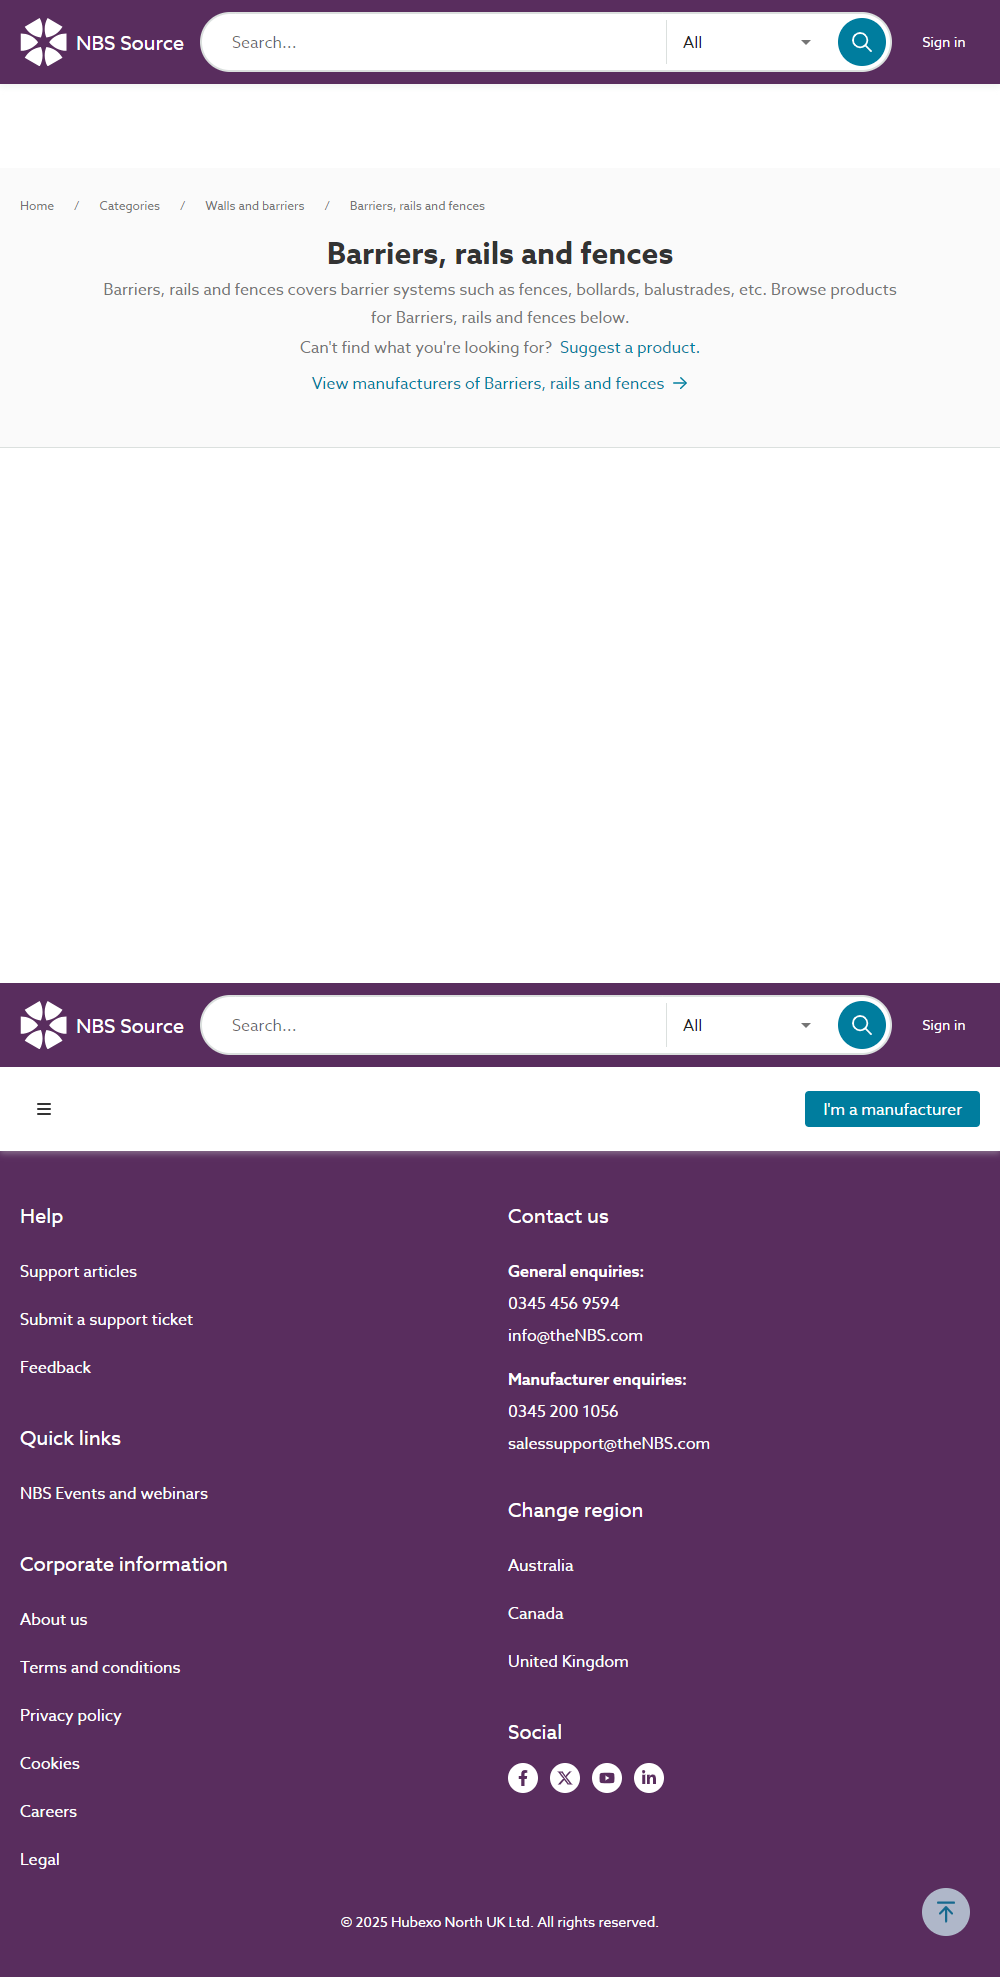 NBS Source
Search...
All
Sign in
Home / Categories / Walls and barriers / Barriers, rails and fences
Barriers, rails and fences
Barriers, rails and fences covers barrier systems such as fences, bollards, balustrades, etc. Browse products
for Barriers, rails and fences below.
Can't find what you're looking for? Suggest a product.
View manufacturers of Barriers, rails and fences
NBS Source
Search...
All
Sign in
I'm a manufacturer
Help
Support articles
Submit a support ticket
Feedback
Quick links
NBS Events and webinars
Corporate information
About us
Terms and conditions
Privacy policy
Cookies
Careers
Legal
Contact us
General enquiries:
0345 456 9594
info@theNBS.com
Manufacturer enquiries:
0345 200 1056
salessupport@theNBS.com
Change region
Australia
Canada
United Kingdom
Social
© 2025 Hubexo North UK Ltd. All rights reserved.